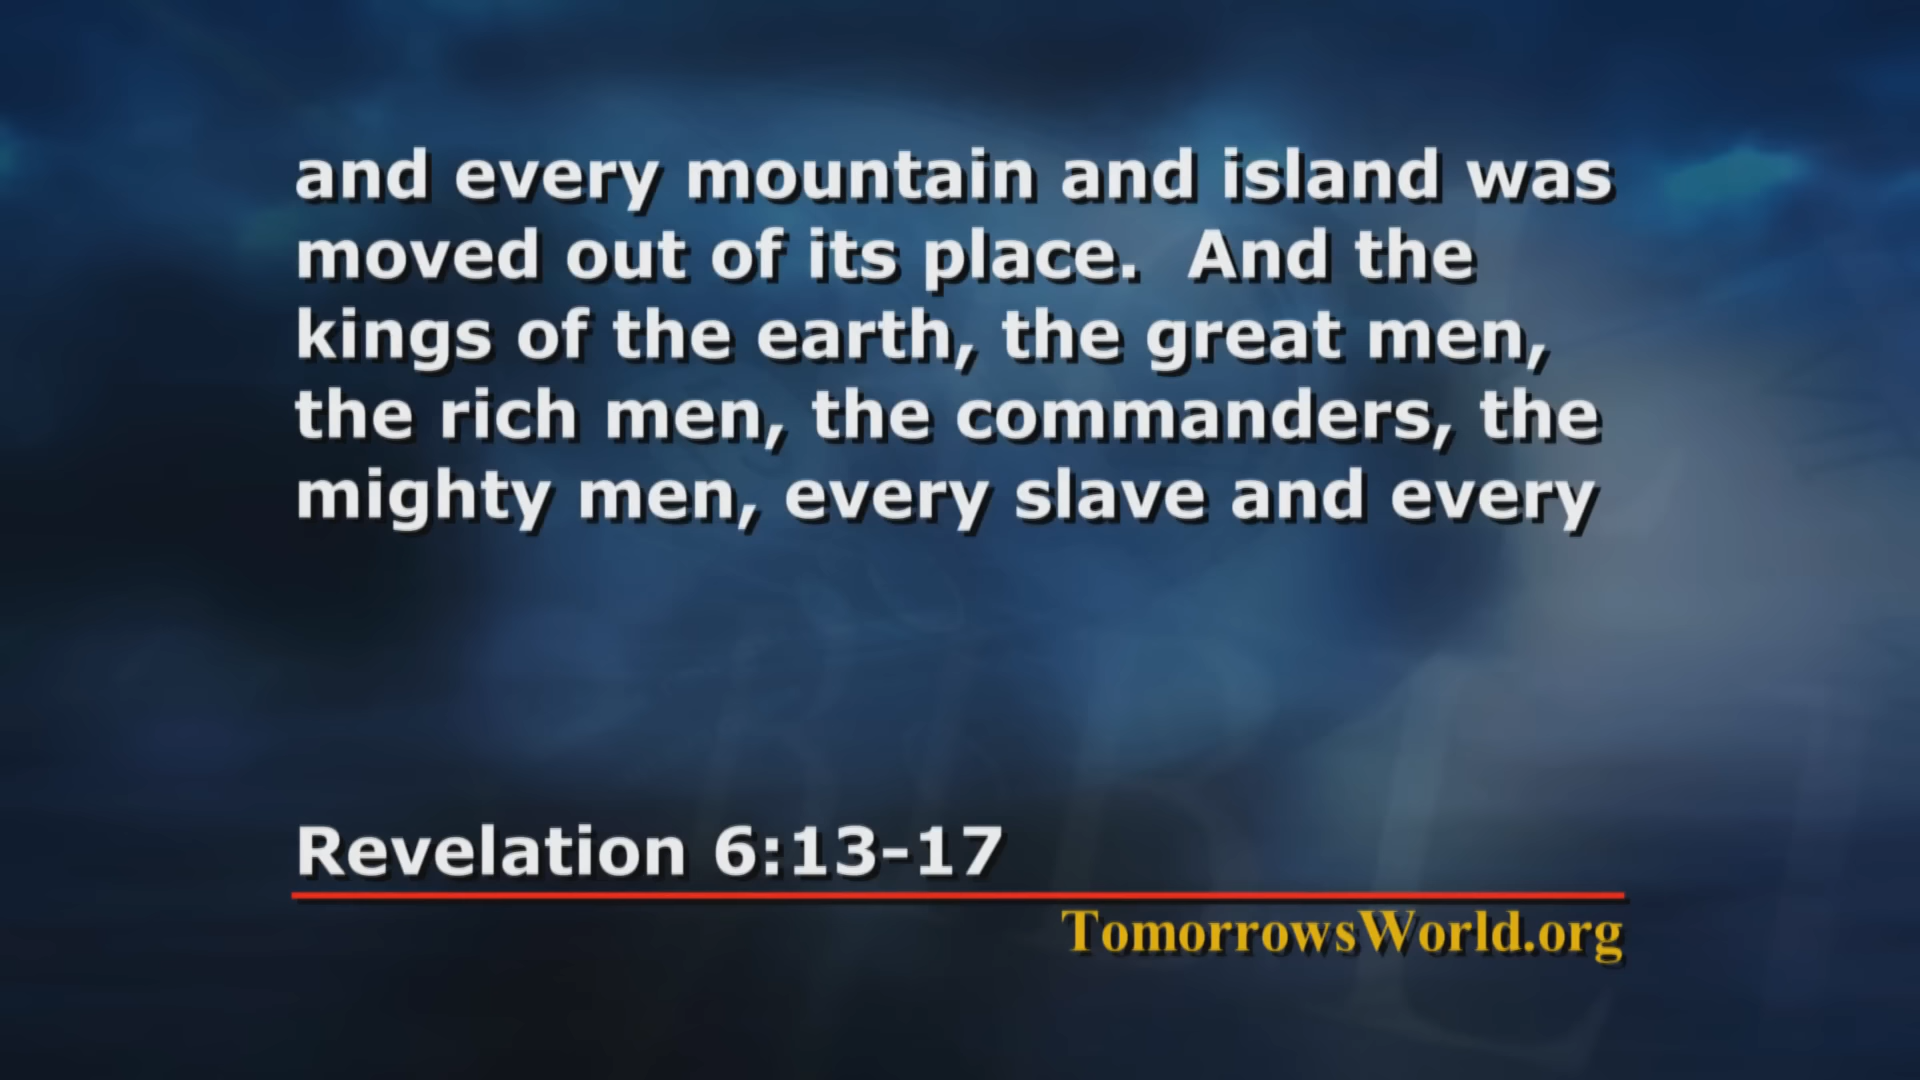 and every mountain and island was
moved out of its place.  And the
kings of the earth, the great men,
the rich men, the commanders, the
mighty men, every slave and every
Revelation 6:13-17
TomorrowsWorld.org